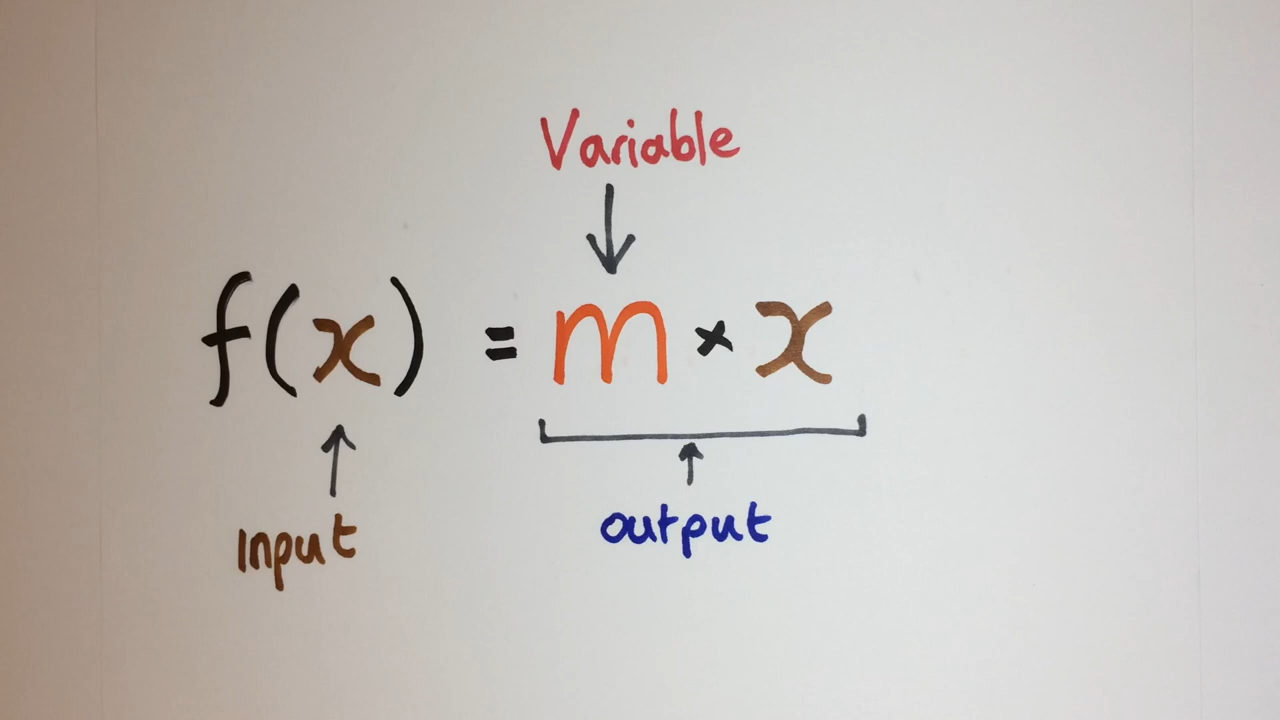 Variable
f(x) = m × x
Input
output